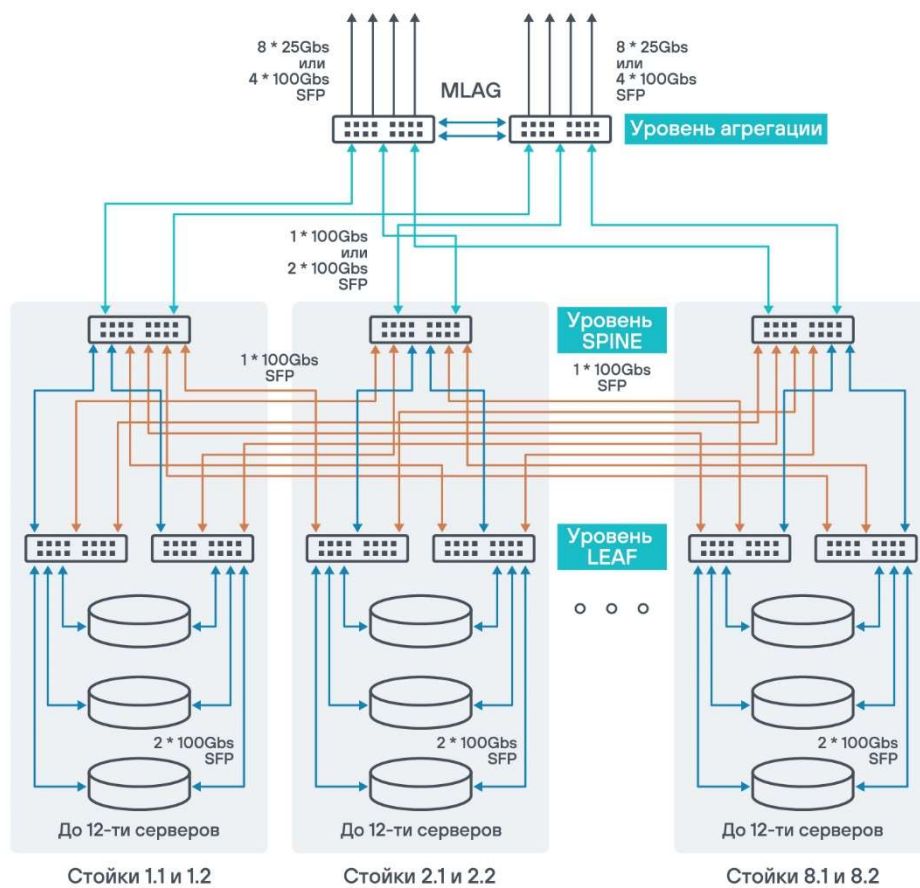 8 * 25Gbs
или
4 * 100Gbs
SFP
MLAG
8 * 25Gbs
или
4 * 100Gbs
SFP
Уровень агрегации
1 * 100Gbs
или
2 * 100Gbs
SFP
Уровень
SPINE
1 * 100Gbs
SFP
1 * 100Gbs
SFP
Уровень
LEAF
2 * 100Gbs
SFP
2 * 100Gbs
SFP
2 * 100Gbs
SFP
До 12-ти серверов
До 12-ти серверов
До 12-ти серверов
Стойки 1.1 и 1.2
Стойки 2.1 и 2.2
Стойки 8.1 и 8.2